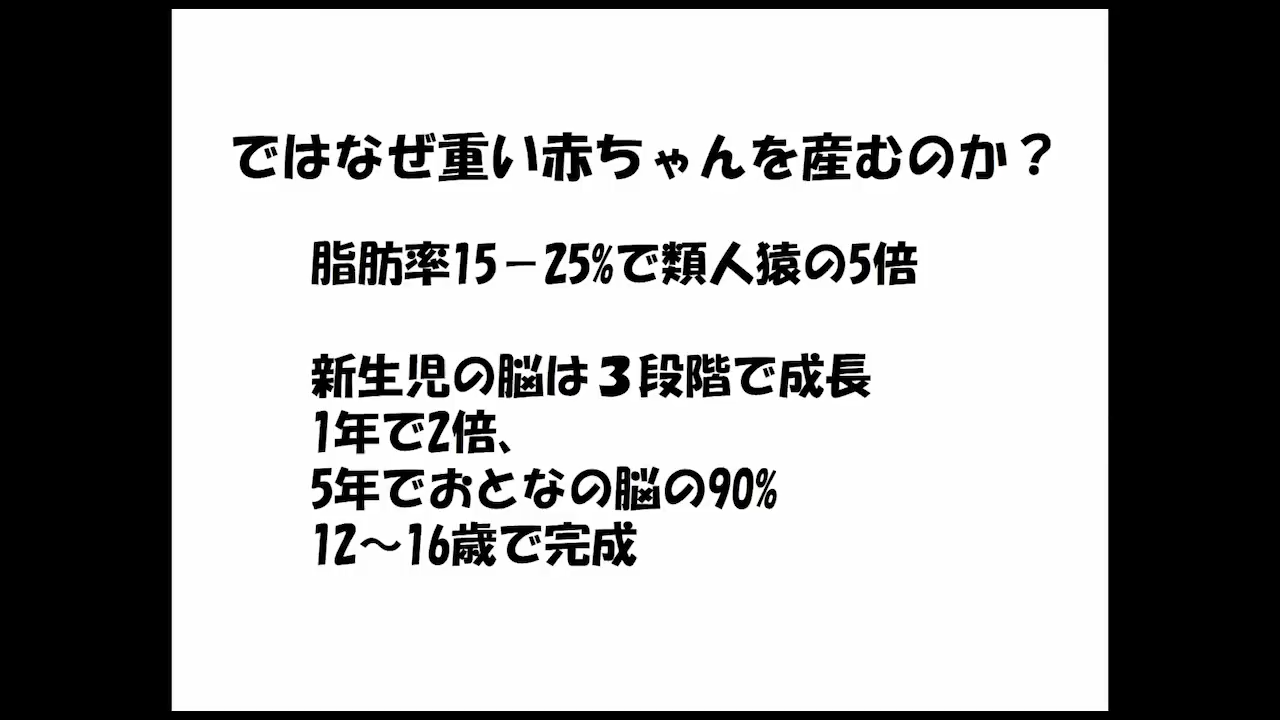 ではなぜ重い赤ちゃんを産むのか？
脂肪率15－25%で類人猿の5倍
新生児の脳は３段階で成長
1年で2倍、
5年でおとなの脳の90%
12～16歳で完成